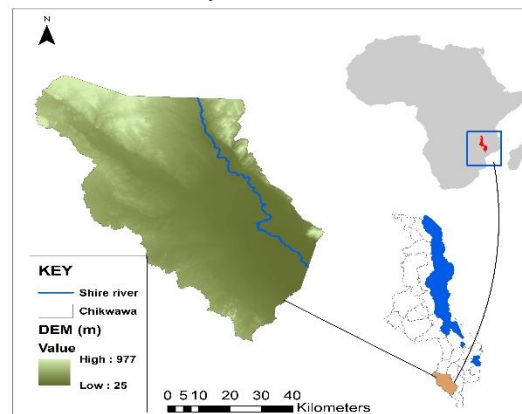 N
KEY
Shire river
Chikwawa
DEM (m)
Value
High : 977
Low : 25
0 5 10 20 30 40
Kilometers